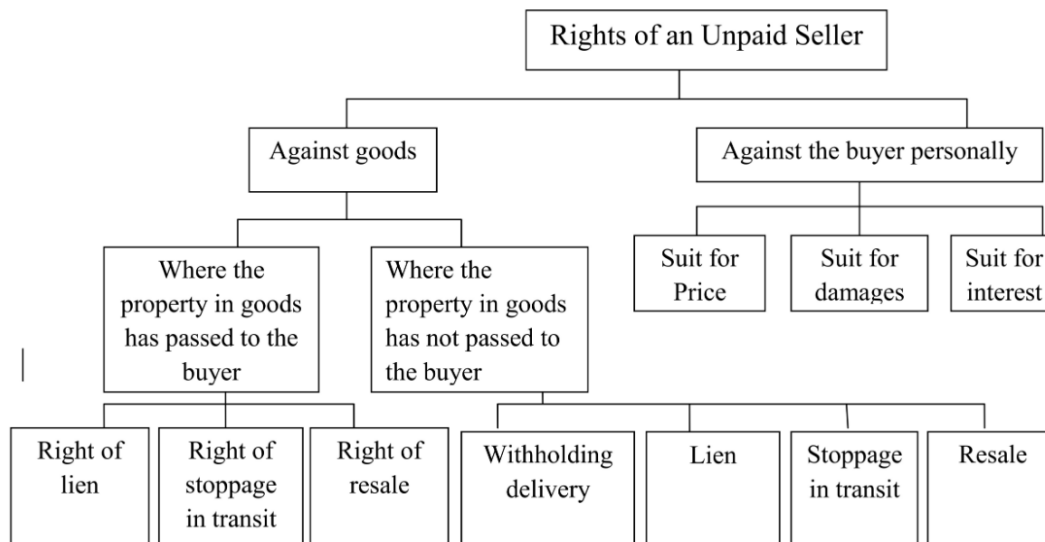 Rights of an Unpaid Seller
Against goods
Against the buyer personally
Where the
property in goods
has passed to the
buyer
Where the
property in goods
has not passed to
the buyer
Suit for
Price
Suit for
damages
Suit for
interest
Right of
lien
Right of
stoppage
in transit
Right of
resale
Withholding
delivery
Lien
Stoppage
in transit
Resale